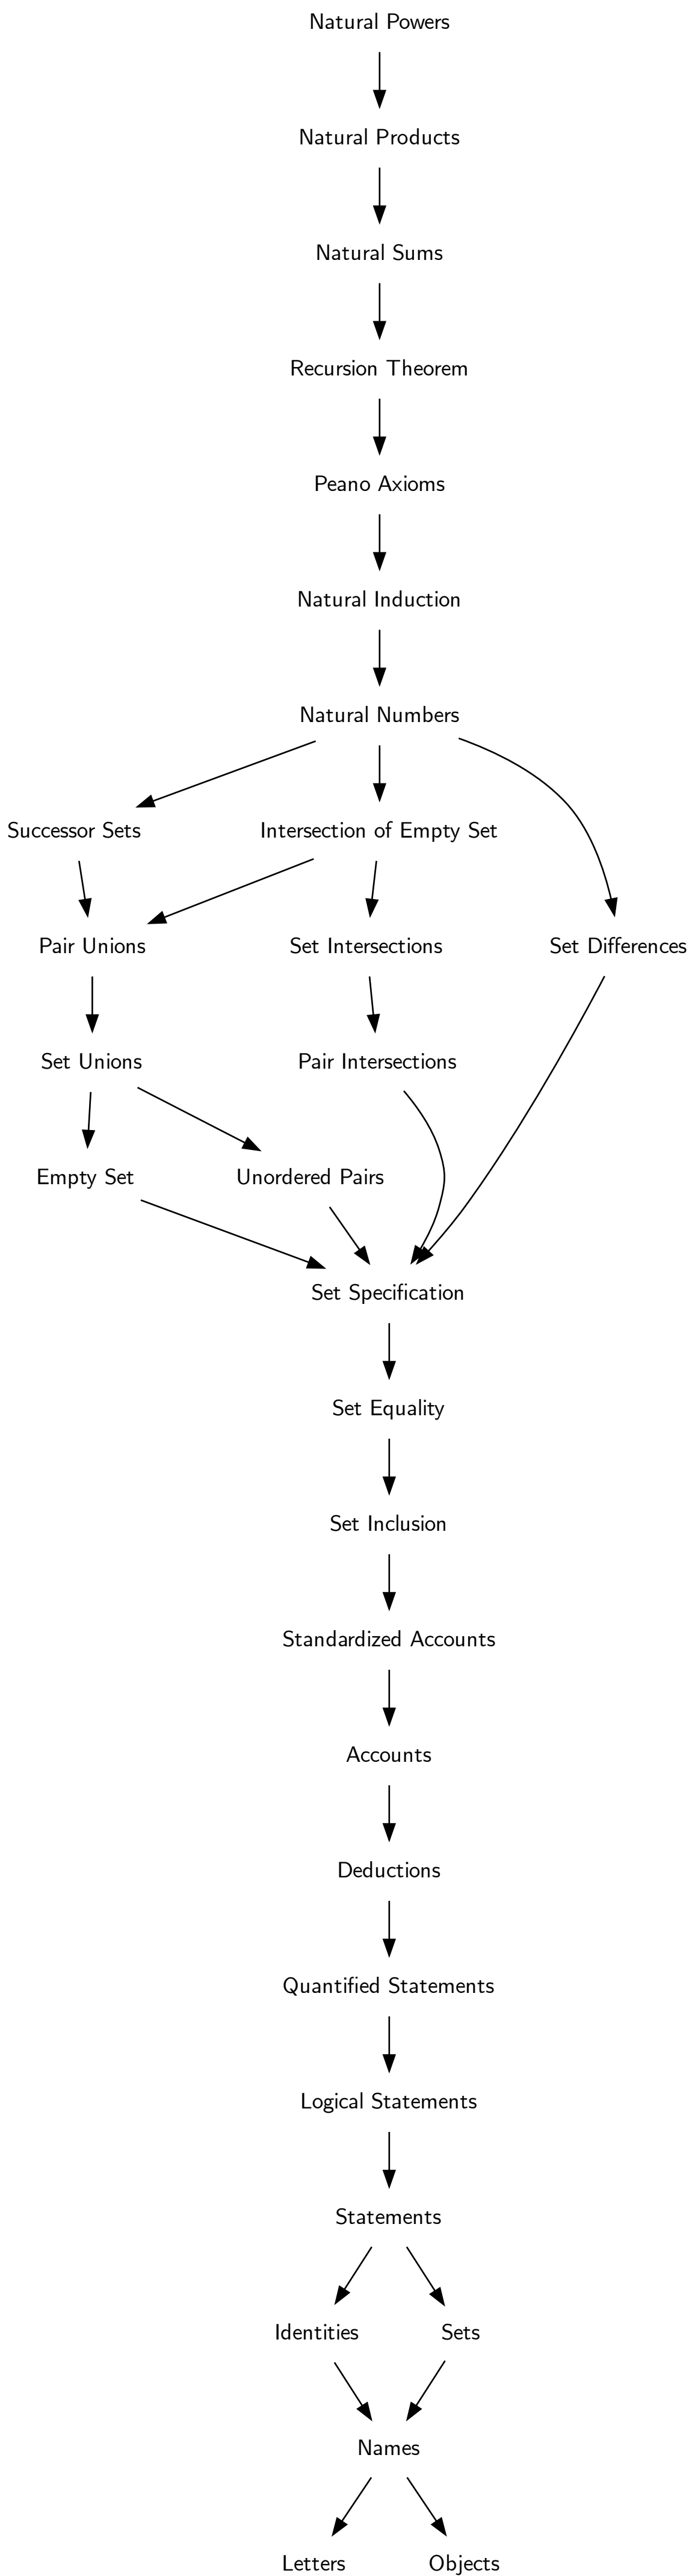 Natural Powers
Natural Products
Natural Sums
Recursion Theorem
Peano Axioms
Natural Induction
Natural Numbers
Successor Sets
Intersection of Empty Set
Pair Unions
Set Intersections
Set Differences
Set Unions
Pair Intersections
Empty Set
Unordered Pairs
Set Specification
Set Equality
Set Inclusion
Standardized Accounts
Accounts
Deductions
Quantified Statements
Logical Statements
Statements
Identities
Sets
Names
Letters
Objects